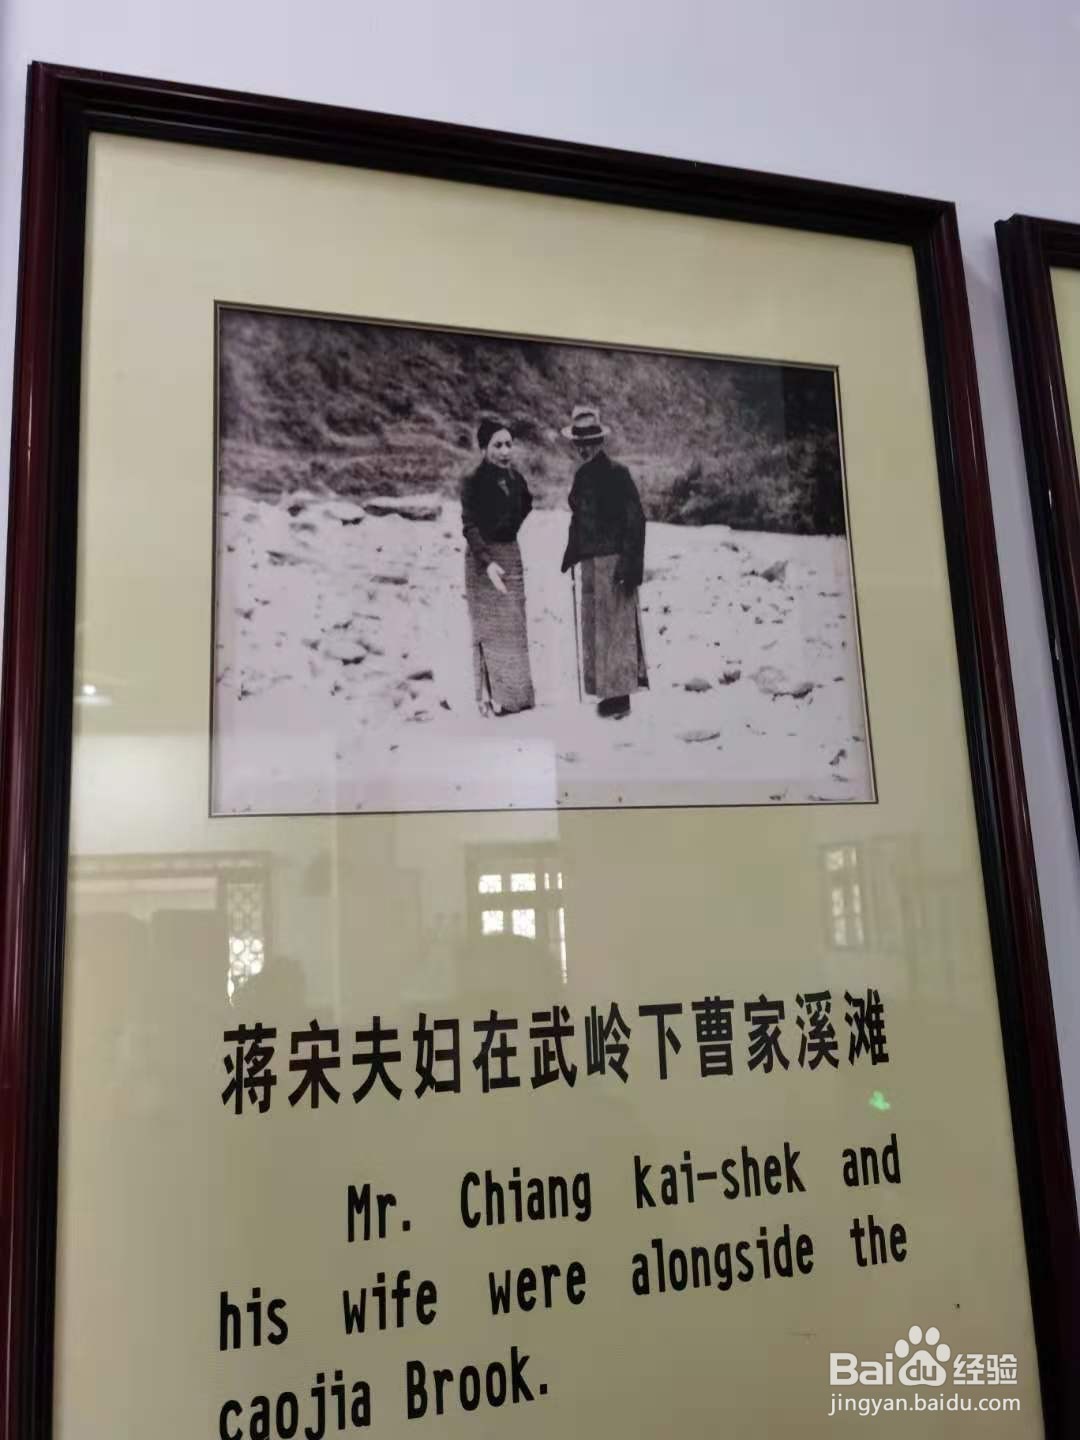 蒋宋夫妇在武岭下曹家溪滩
Mr. Chiang kai-shek and
his wife were alongside the
caojia Brook.
Bai du 经验
jingyan.baidu.com